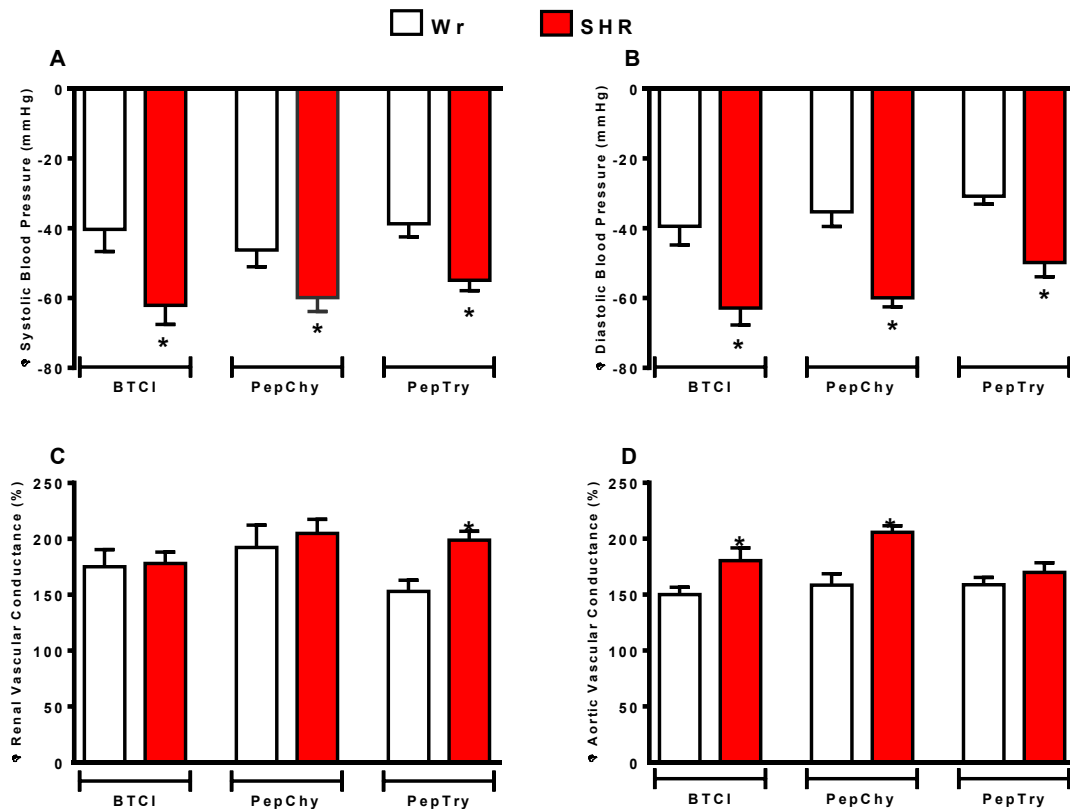 Wr SHR
A
Systolic Blood Pressure (mmHg)
0
-20
-40
-60
-80
*
*
*
BTCI PepChy PepTry
B
Diastolic Blood Pressure (mmHg)
0
-20
-40
-60
-80
*
*
*
BTCI PepChy PepTry
C
Renal Vascular Conductance (%)
250
200
150
100
50
0
*
BTCI PepChy PepTry
D
Aortic Vascular Conductance (%)
250
200
150
100
50
0
*
*
BTCI PepChy PepTry